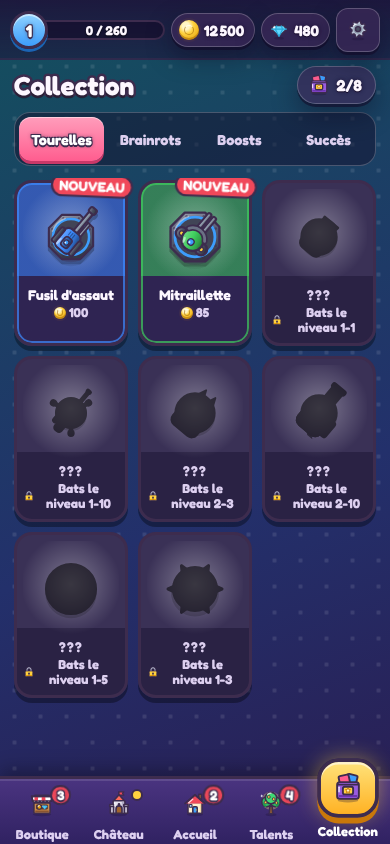 1
0 / 260
12 500
480
Collection
2/8
Tourelles
Brainrots
Boosts
Succès
NOUVEAU
NOUVEAU
Fusil d'assaut
100
Mitraillette
85
???
Bats le
niveau 1-1
???
Bats le
niveau 1-10
???
Bats le
niveau 2-3
???
Bats le
niveau 2-10
???
Bats le
niveau 1-5
???
Bats le
niveau 1-3
3
2
4
Boutique
Château
Accueil
Talents
Collection